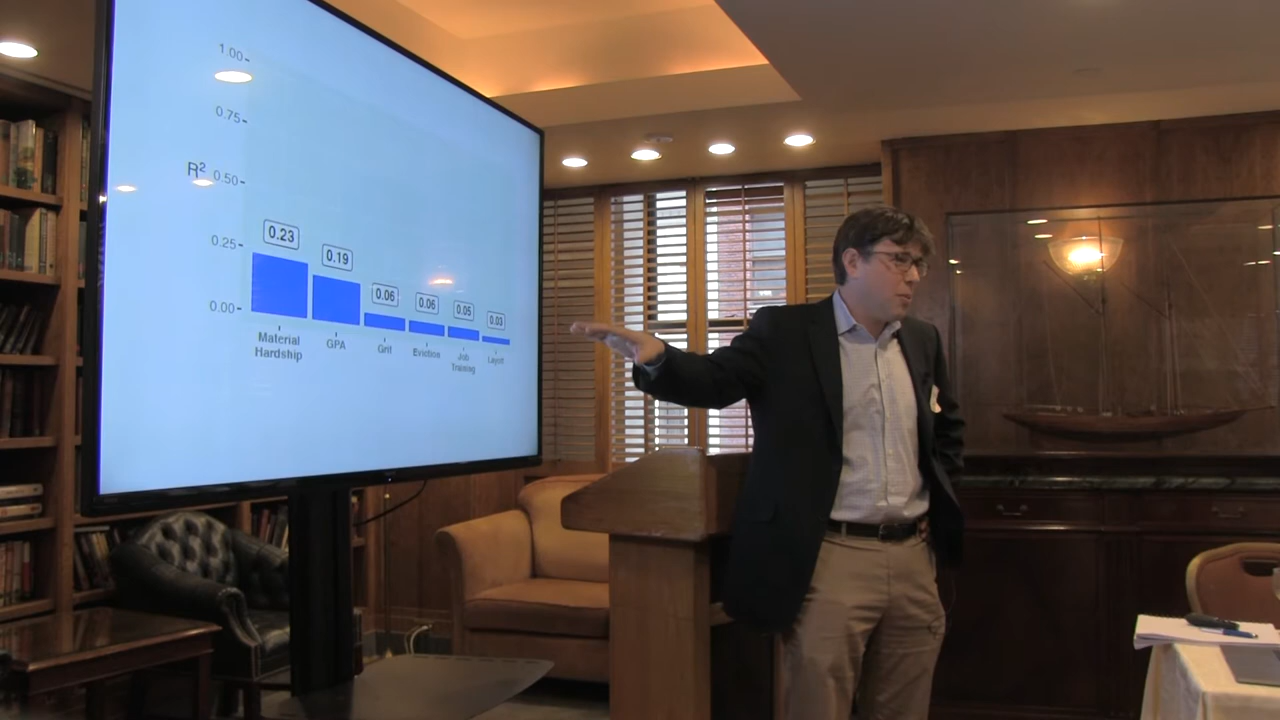 1.00
0.75
R² 0.50
0.25
0.00
0.23
0.19
0.06
0.06
0.05
0.03
Material
Hardship
GPA
Grit
Eviction
Job
Training
Layoff